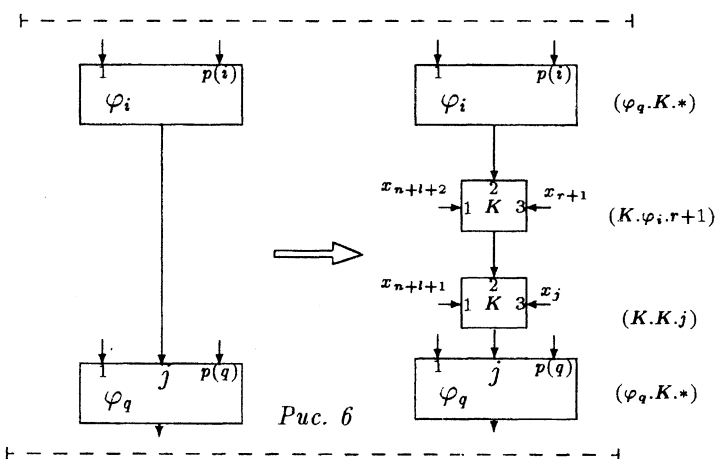 1 p(i)
φ_i
1 p(i)
φ_i
(φ_q.K.*)
x_{n+l+2} 1 2 K 3 x_{r+1}
(K.φ_i.r+1)
x_{n+l+1} 1 2 K 3 x_j
(K.K.j)
1 j p(q)
φ_q
1 j p(q)
φ_q
(φ_q.K.*)
Рис. 6